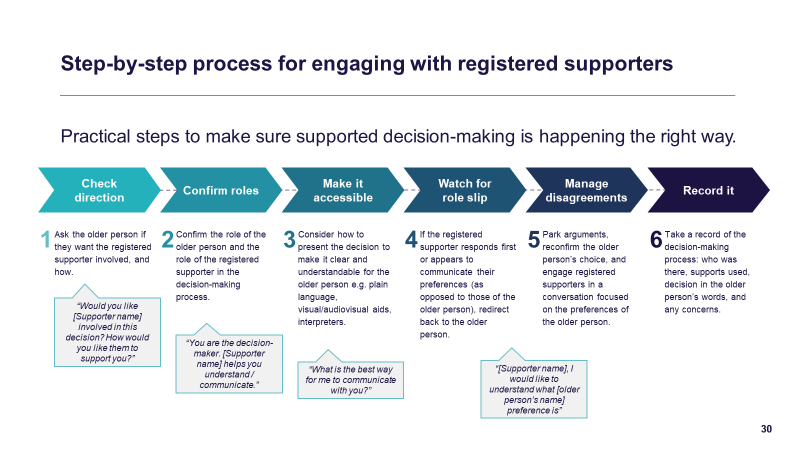 Step-by-step process for engaging with registered supporters
Practical steps to make sure supported decision-making is happening the right way.
Check
direction
Confirm roles
Make it
accessible
Watch for
role slip
Manage
disagreements
Record it
1
Ask the older person if
they want the registered
supporter involved, and
how.
“Would you like
[Supporter name]
involved in this
decision? How would
you like them to
support you?”
2
Confirm the role of the
older person and the
role of the registered
supporter in the
decision-making
process.
“You are the decision-
maker. [Supporter
name] helps you
understand /
communicate.”
3
Consider how to
present the decision to
make it clear and
understandable for the
older person e.g. plain
language,
visual/audiovisual aids,
interpreters.
“What is the best way
for me to communicate
with you?”
4
If the registered
supporter responds first
or appears to
communicate their
preferences (as
opposed to those of the
older person), redirect
back to the older
person.
“[Supporter name], I
would like to
understand what [older
person’s name]
preference is”
5
Park arguments,
reconfirm the older
person’s choice, and
engage registered
supporters in a
conversation focused
on the preferences of
the older person.
6
Take a record of the
decision-making
process: who was
there, supports used,
decision in the older
person’s words, and
any concerns.
30